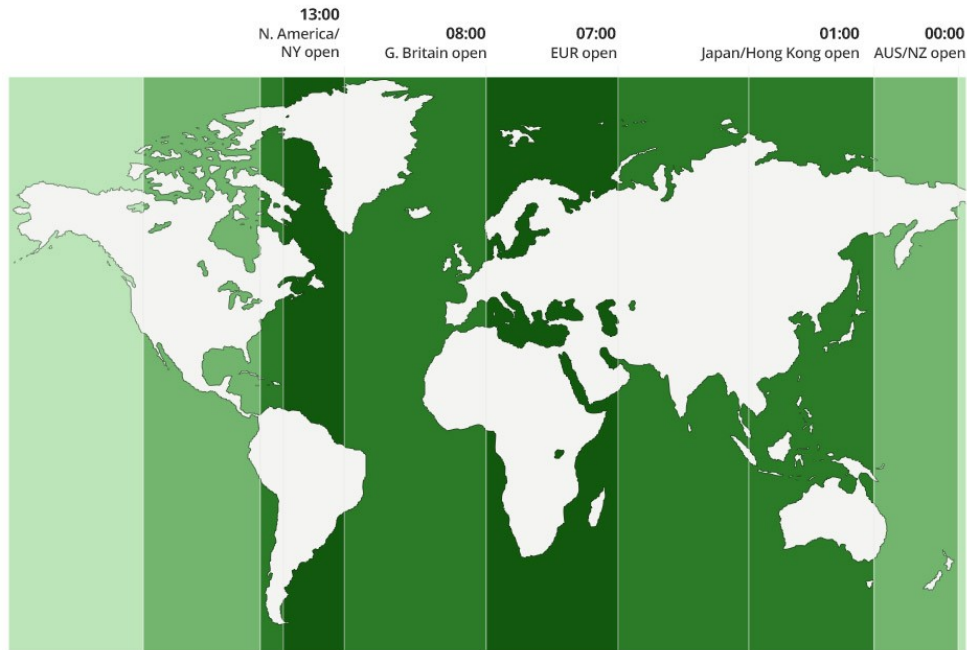 13:00
N. America/
NY open
08:00
G. Britain open
07:00
EUR open
01:00
Japan/Hong Kong open
00:00
AUS/NZ open